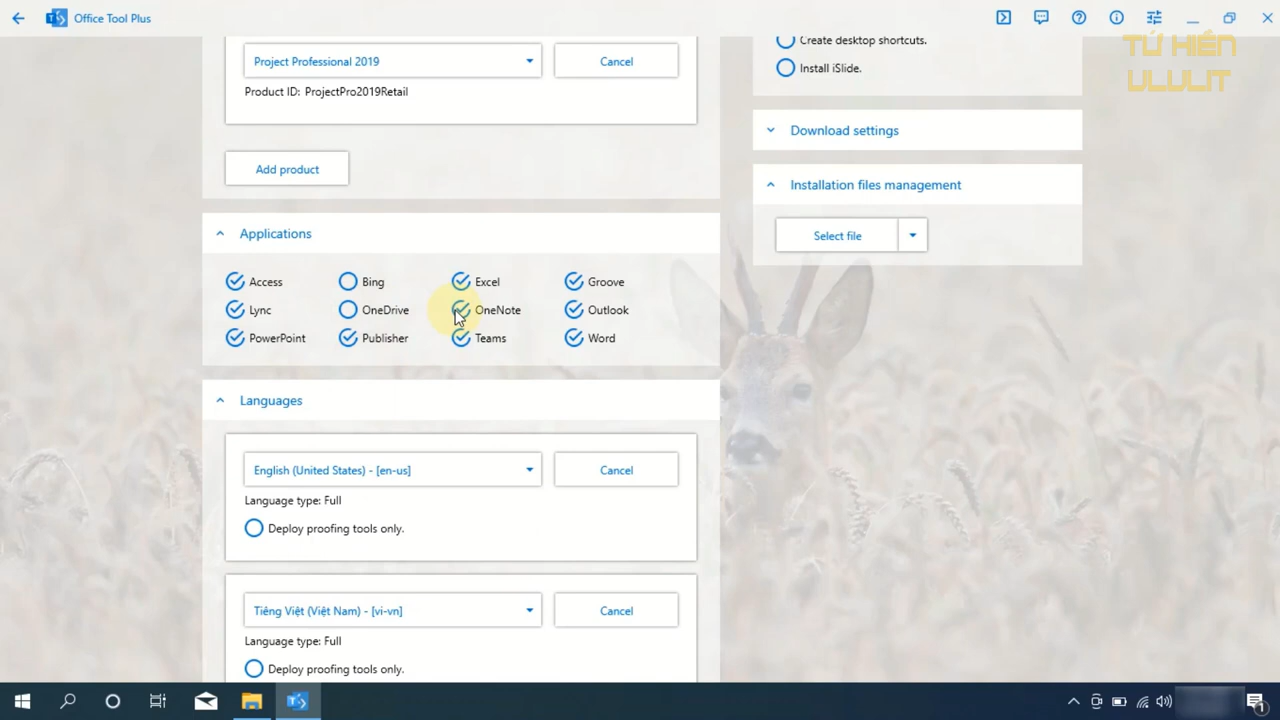 Office Tool Plus
TỨ HIỀN
ULULIT
Project Professional 2019
Cancel
Product ID: ProjectPro2019Retail
Add product
Applications
Access
Bing
Excel
Groove
Lync
OneDrive
OneNote
Outlook
PowerPoint
Publisher
Teams
Word
Languages
English (United States) - [en-us]
Cancel
Language type: Full
Deploy proofing tools only.
Tiếng Việt (Việt Nam) - [vi-vn]
Cancel
Language type: Full
Deploy proofing tools only.
Create desktop shortcuts.
Install iSlide.
Download settings
Installation files management
Select file
1